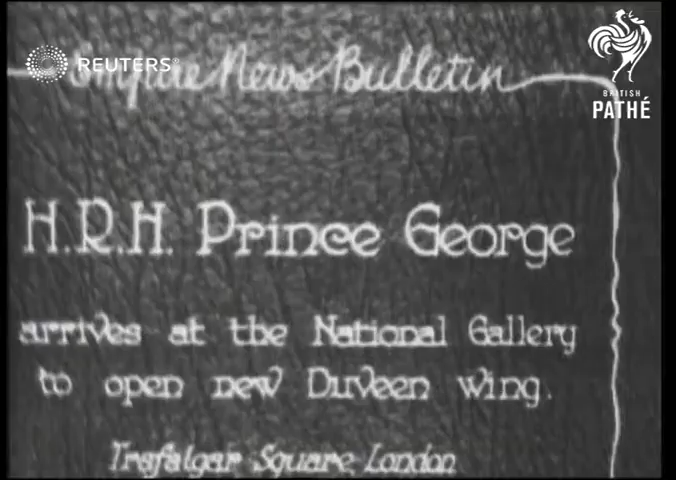 Empire News Bulletin
REUTERS
BRITISH
PATHÉ
H.R.H. Prince George
arrives at the National Gallery
to open new Duveen wing.
Trafalgar Square, London